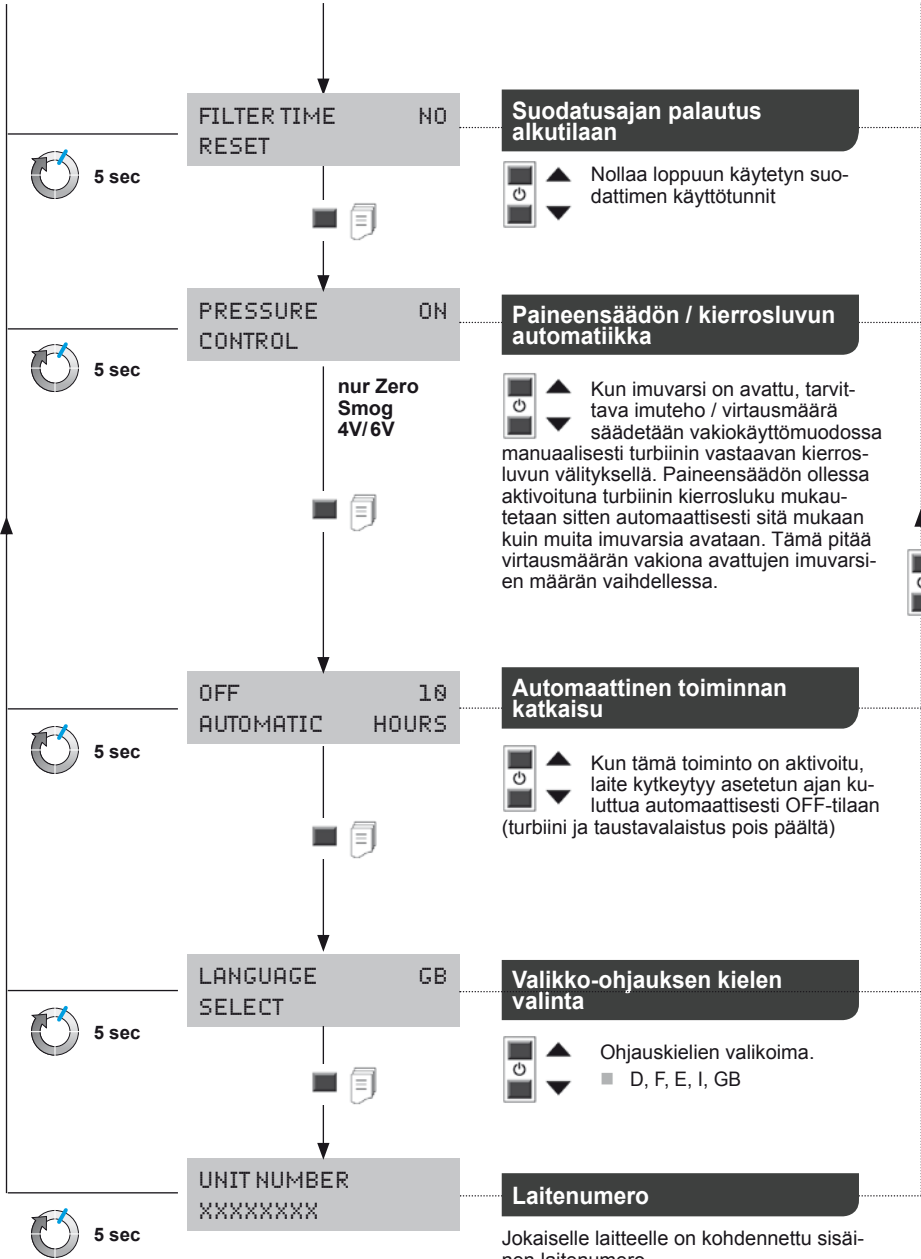 FILTER TIME NO
RESET
5 sec
Suodatusajan palautus
alkutilaan
Nollaa loppuun käytetyn suo-
dattimen käyttötunnit
PRESSURE ON
CONTROL
5 sec
nur Zero
Smog
4V/6V
Paineensäädön / kierrosluvun
automatiikka
Kun imuvarsi on avattu, tarvit-
tava imuteho / virtausmäärä
säädetään vakiokäyttömuodossa
manuaalisesti turbiinin vastaavan kierros-
luvun välityksellä. Paineensäädön ollessa
aktivoituna turbiinin kierrosluku mukau-
tetaan sitten automaattisesti sitä mukaan
kuin muita imuvarsia avataan. Tämä pitää
virtausmäärän vakiona avattujen imuvarsi-
en määrän vaihdellessa.
OFF 10
AUTOMATIC HOURS
5 sec
Automaattinen toiminnan
katkaisu
Kun tämä toiminto on aktivoitu,
laite kytkeytyy asetetun ajan ku-
luttua automaattisesti OFF-tilaan
(turbiini ja taustavalaistus pois päältä)
LANGUAGE GB
SELECT
5 sec
Valikko-ohjauksen kielen
valinta
Ohjauskielien valikoima.
D, F, E, I, GB
UNIT NUMBER
XXXXXXXX
5 sec
Laitenumero
Jokaiselle laitteelle on kohdennettu sisäi-
nen laitenumero